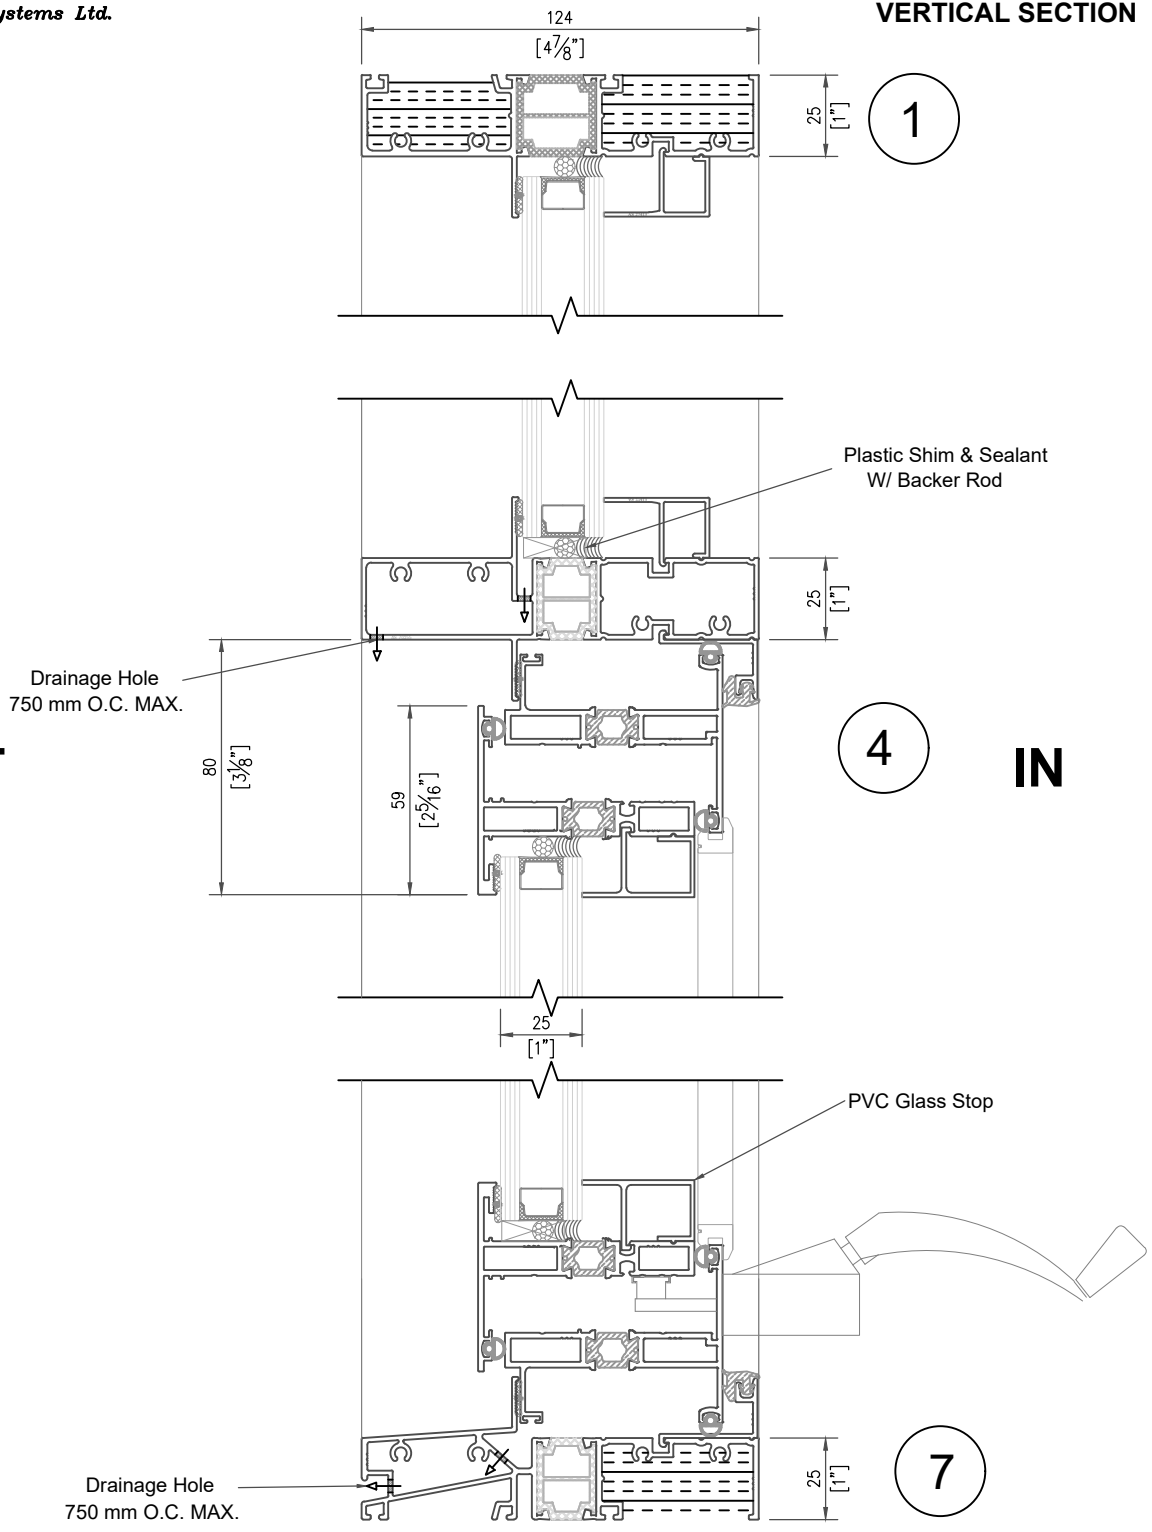 ystems Ltd.
VERTICAL SECTION
124
[4⅞"]
25
[1"]
1
Plastic Shim & Sealant
W/ Backer Rod
25
[1"]
Drainage Hole
750 mm O.C. MAX.
4
IN
80
[3⅛"]
59
[2 5/16"]
25
[1"]
PVC Glass Stop
25
[1"]
7
Drainage Hole
750 mm O.C. MAX.